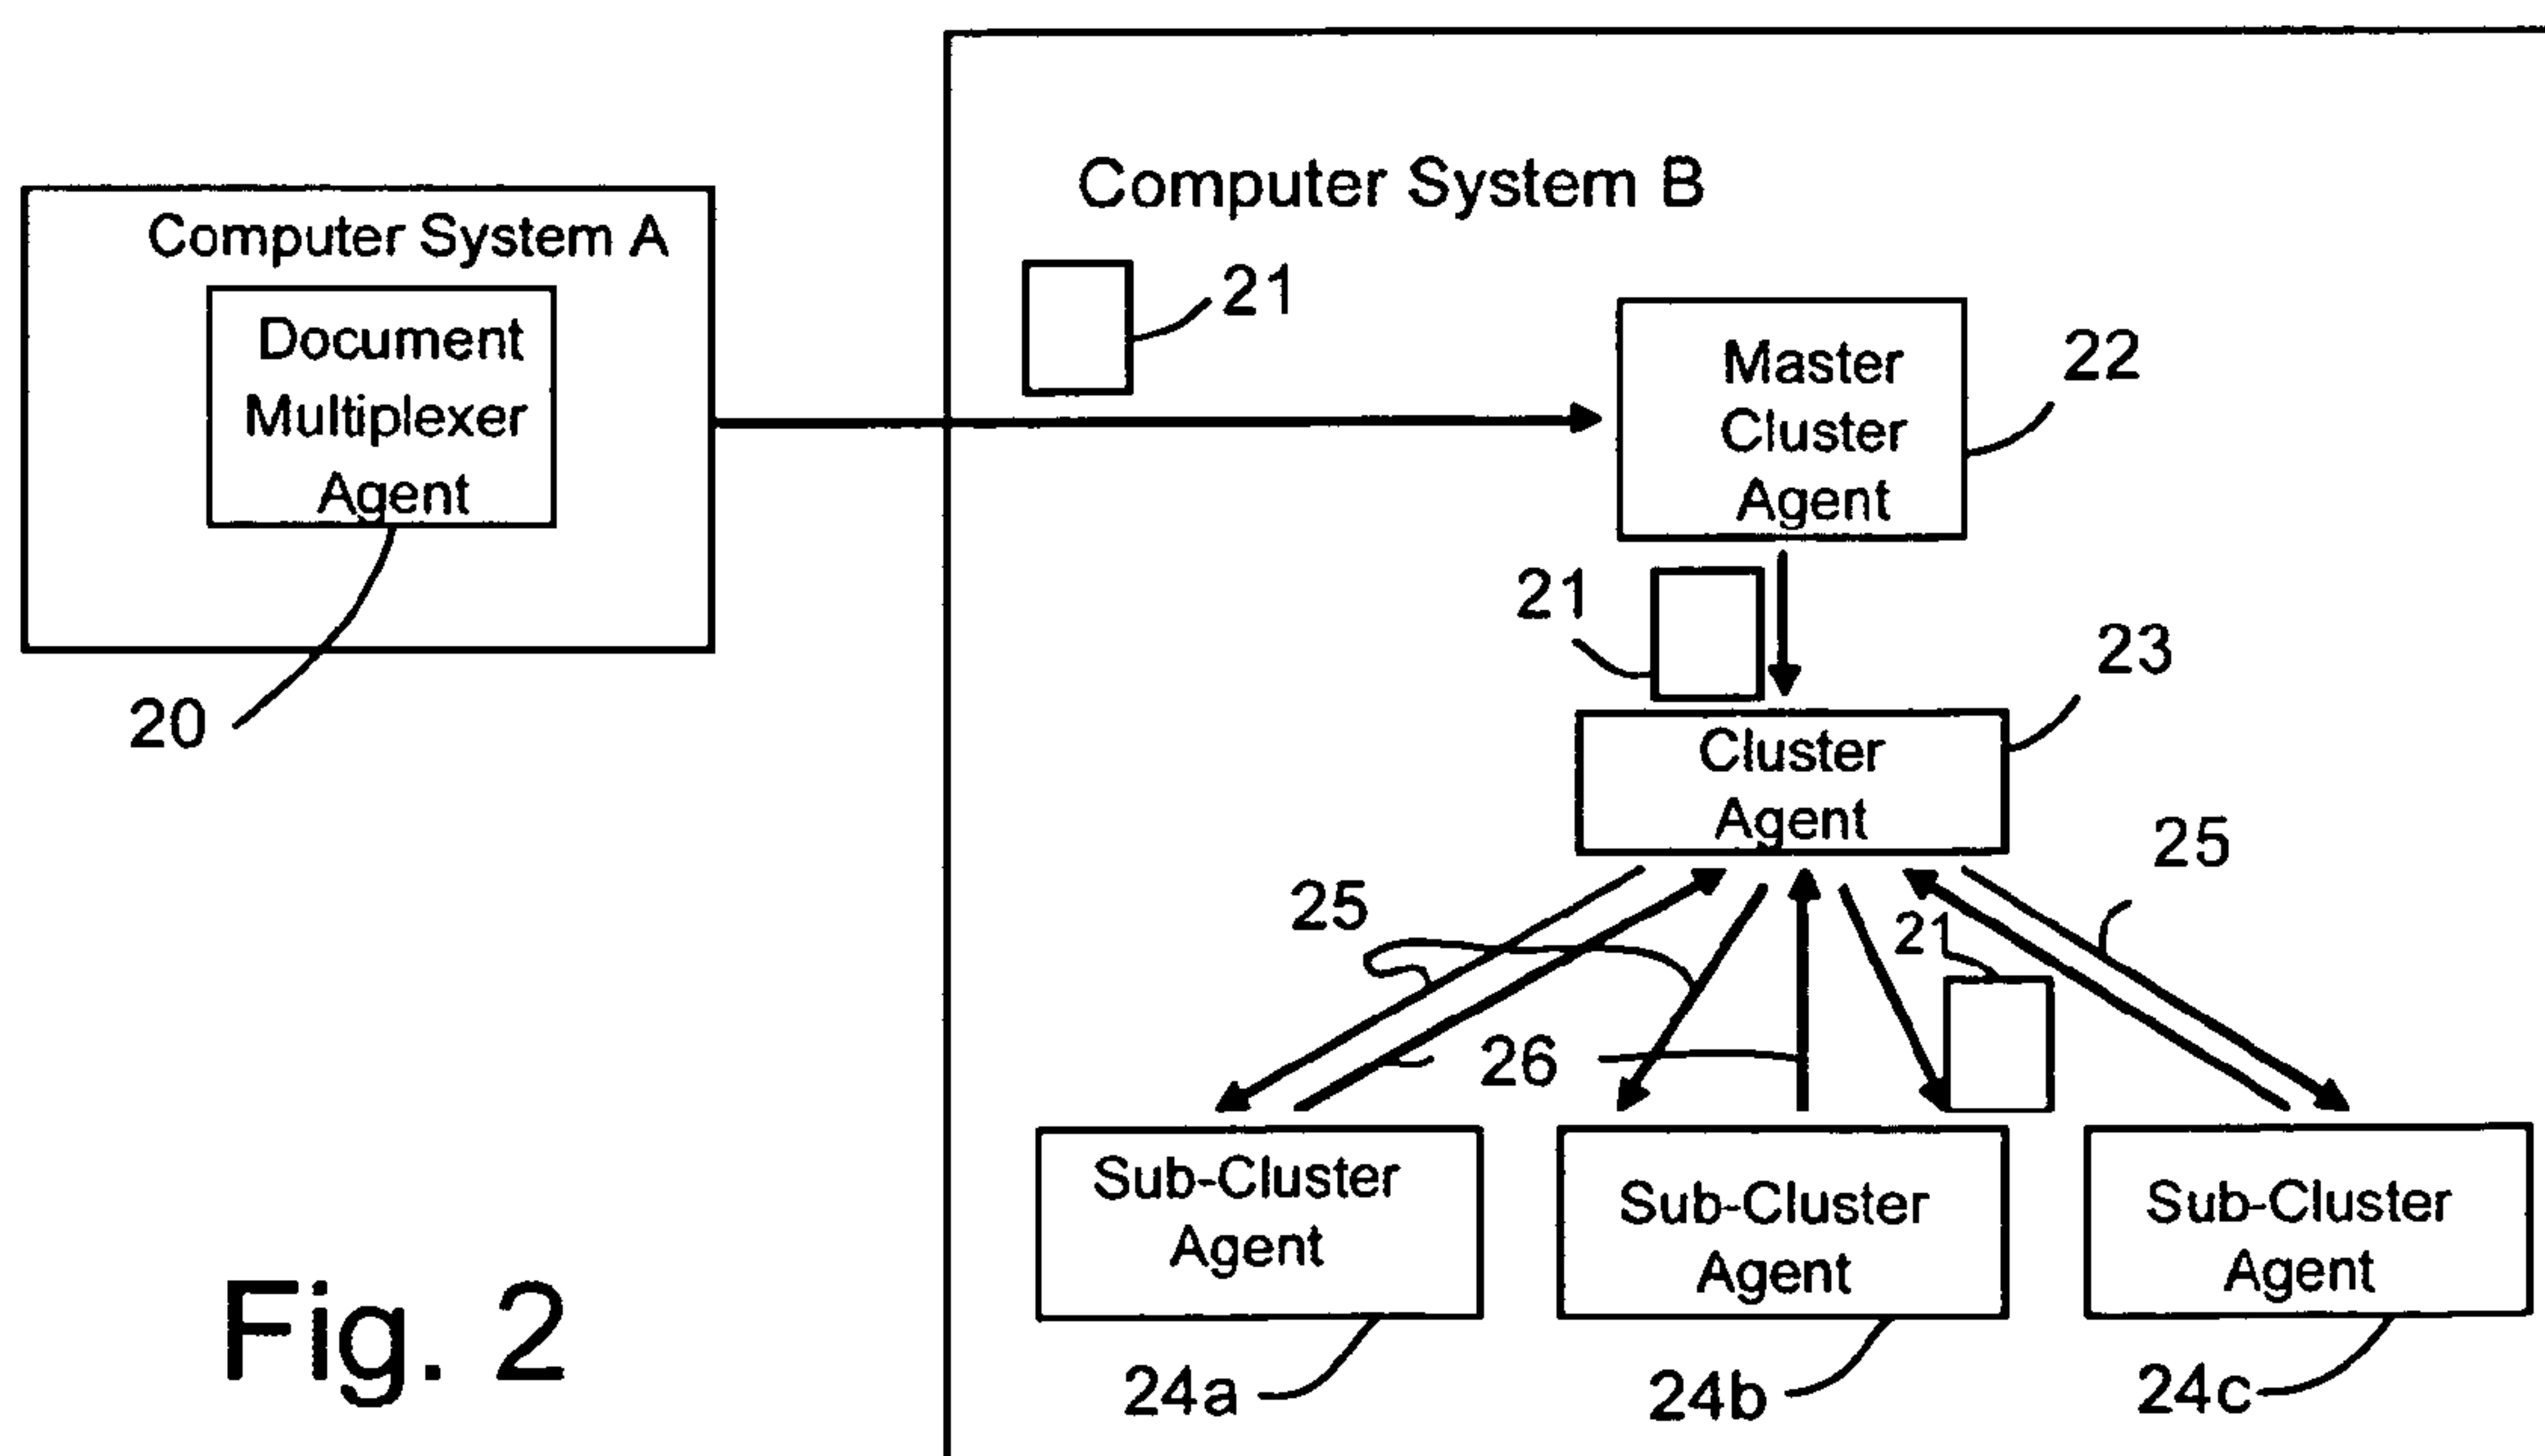 Computer System A
Document
Multiplexer
Agent
20
Computer System B
21
Master
Cluster
Agent
22
21
23
Cluster
Agent
25
25
21
26
Sub-Cluster
Agent
Sub-Cluster
Agent
Sub-Cluster
Agent
24a
24b
24c
Fig. 2